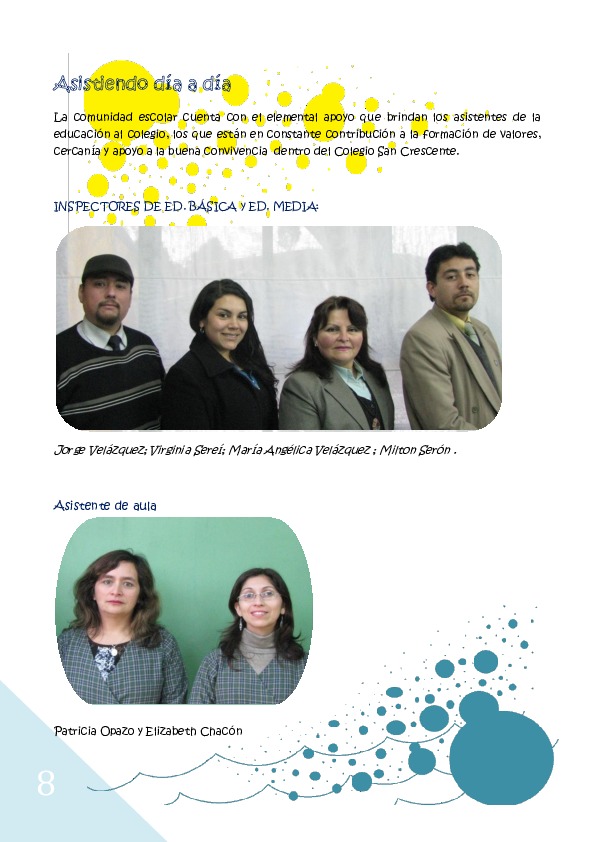 Asistiendo día a día
La comunidad escolar cuenta con el elemental apoyo que brindan los asistentes de la
educación al colegio, los que están en constante contribución a la formación de valores,
cercanía y apoyo a la buena convivencia dentro del Colegio San Crescente.
INSPECTORES DE ED. BÁSICA y ED. MEDIA:
Jorge Velázquez; Virginia Sereí; María Angélica Velázquez ; Milton Serón .
Asistente de aula
Patricia Opazo y Elizabeth Chacón
8